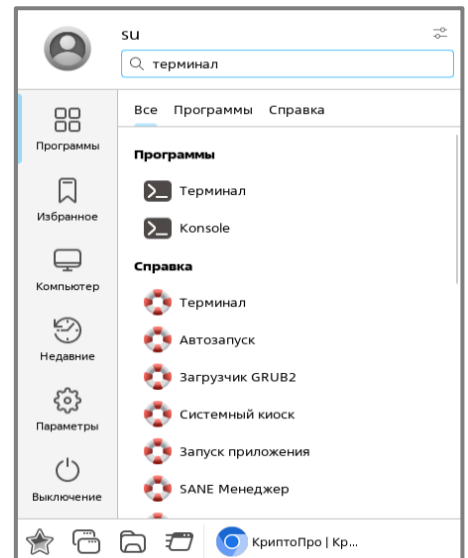 su
терминал
Все Программы Справка
Программы
Программы
Терминал
Избранное
Konsole
Справка
Компьютер
Терминал
Автозапуск
Недавние
Загрузчик GRUB2
Системный киоск
Параметры
Запуск приложения
SANE Менеджер
Выключение
КриптоПро | Кр...